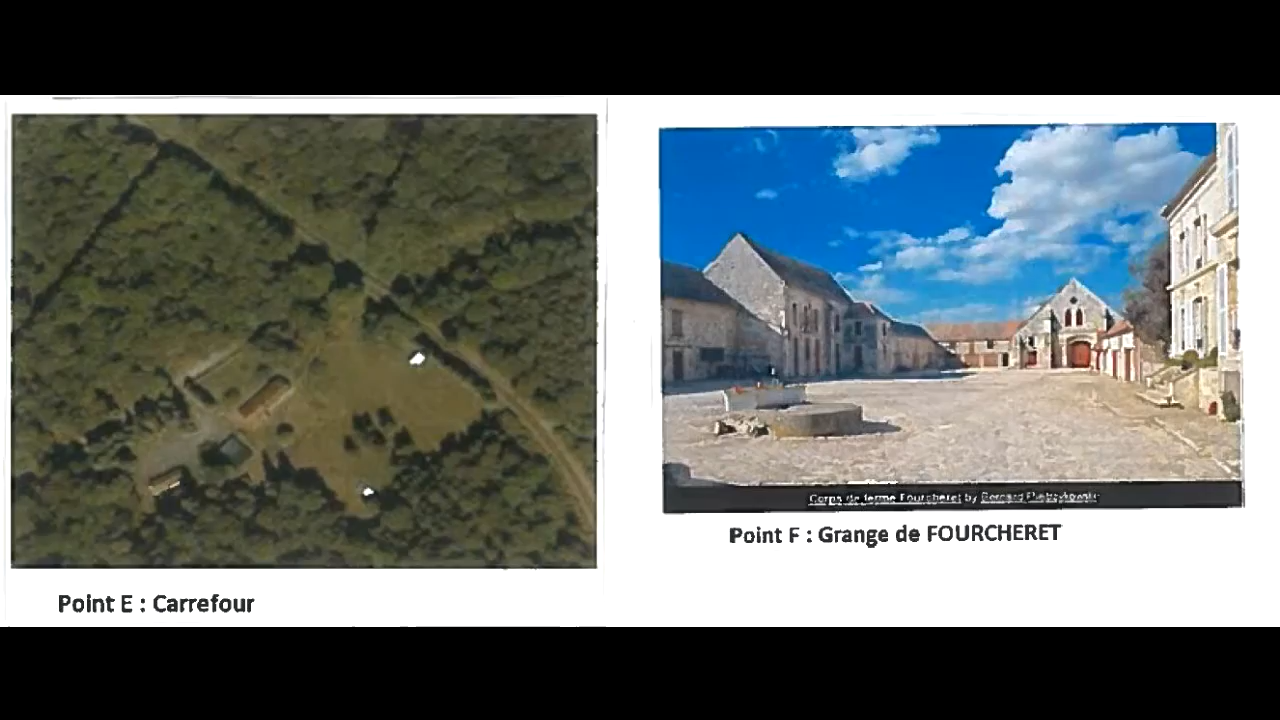 Point E : Carrefour
Corps de ferme Fourcheret by Bernard
Point F : Grange de FOURCHERET